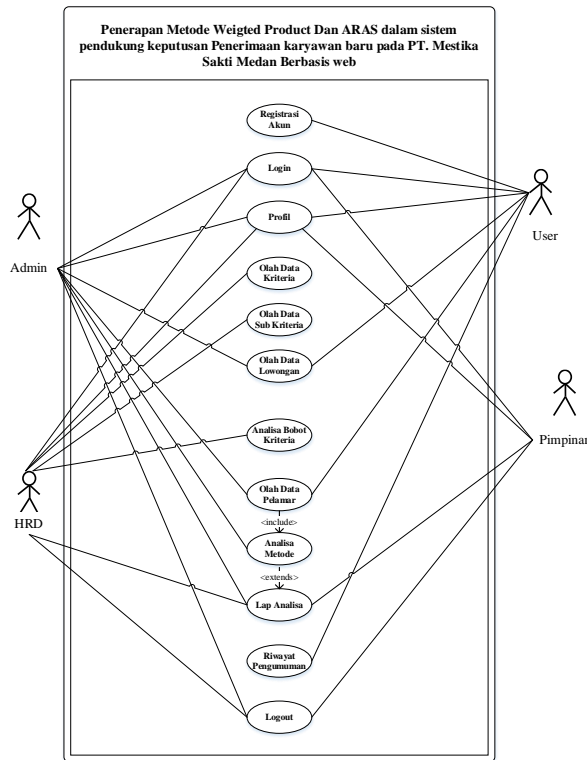 Penerapan Metode Weigted Product Dan ARAS dalam sistem
pendukung keputusan Penerimaan karyawan baru pada PT. Mestika
Sakti Medan Berbasis web
Registrasi
Akun
Login
Profil
Admin
User
Olah Data
Kriteria
Olah Data
Sub Kriteria
Olah Data
Lowongan
Analisa Bobot
Kriteria
Pimpinan
Olah Data
Pelamar
HRD
<include>
Analisa
Metode
<extends>
Lap Analisa
Riwayat
Pengumuman
Logout